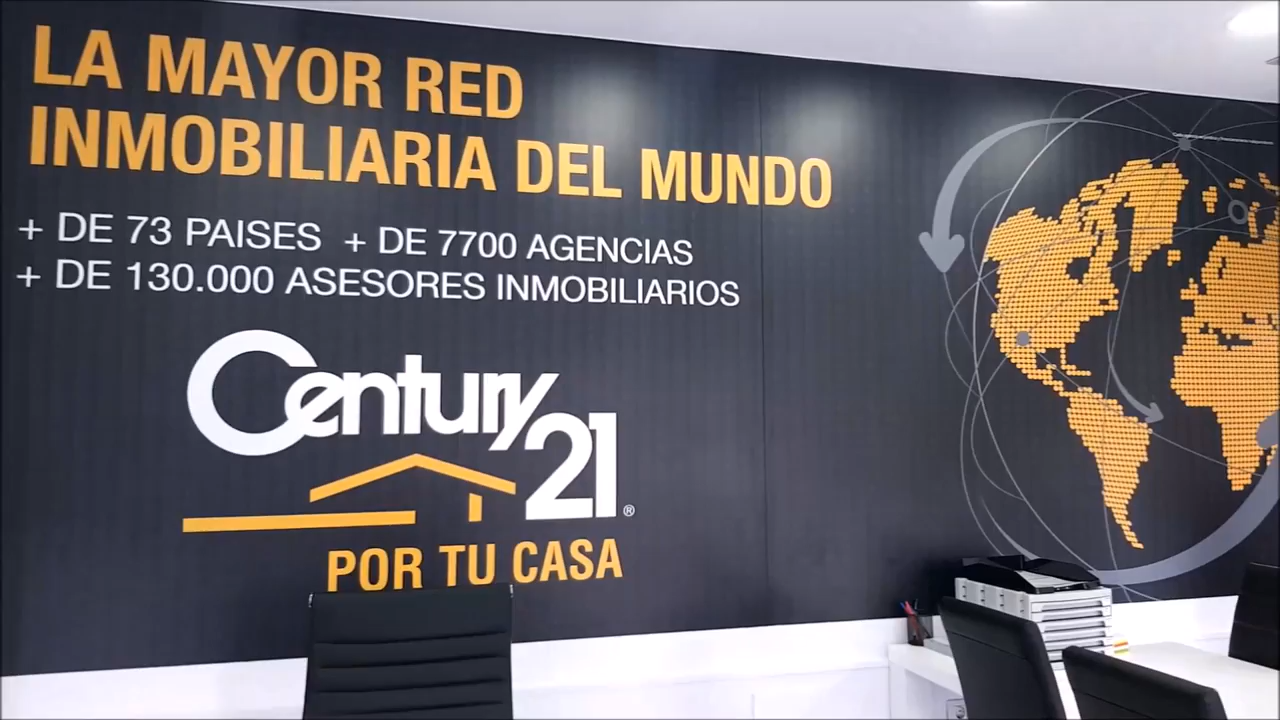 LA MAYOR RED
INMOBILIARIA DEL MUNDO
+ DE 73 PAISES + DE 7700 AGENCIAS
+ DE 130.000 ASESORES INMOBILIARIOS
Century
21®
POR TU CASA